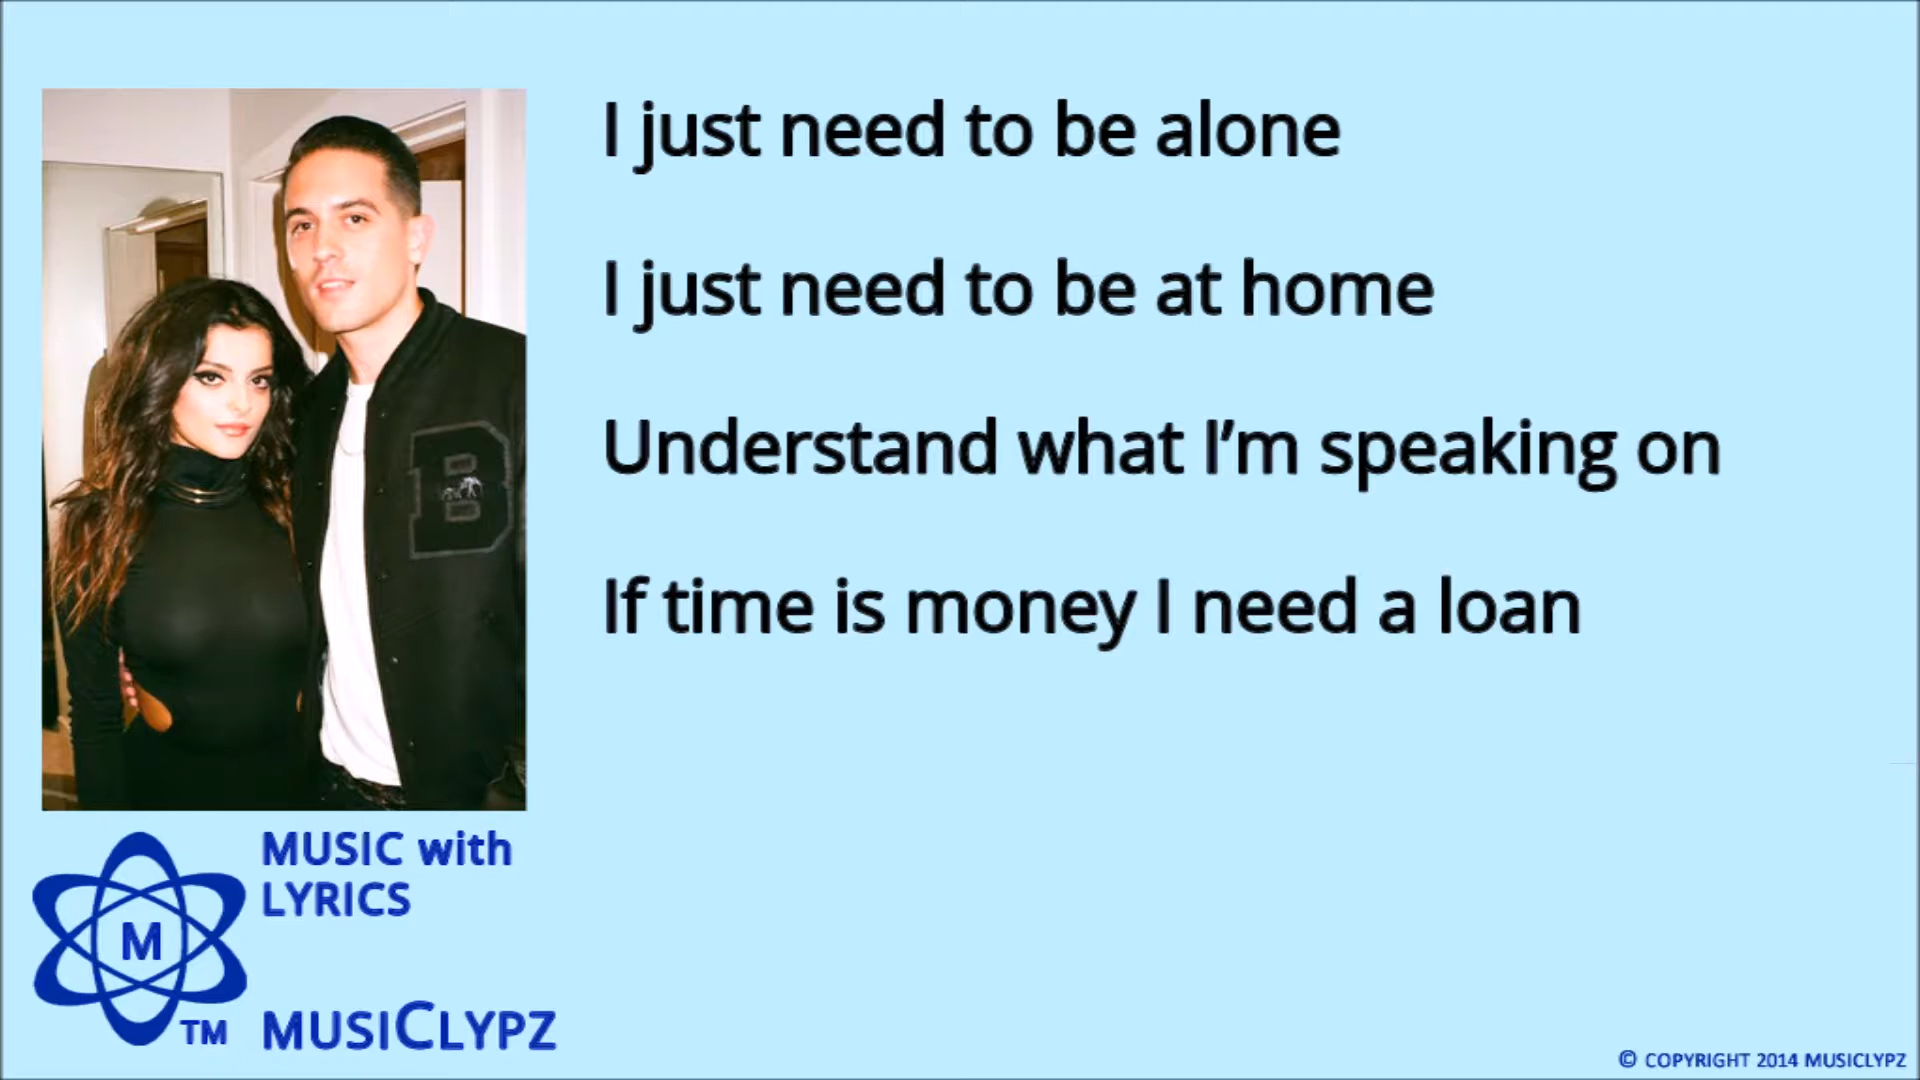 I just need to be alone
I just need to be at home
Understand what I’m speaking on
If time is money I need a loan
B
MUSIC with
LYRICS
M
TM
MUSICLYPZ
© COPYRIGHT 2014 MUSICLYPZ